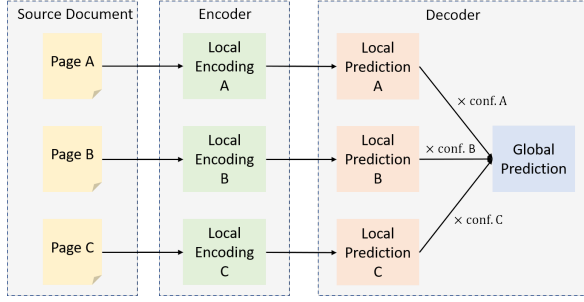 Source Document
Encoder
Decoder
Page A
Local
Encoding
A
Local
Prediction
A
× conf. A
Page B
Local
Encoding
B
Local
Prediction
B
× conf. B
Global
Prediction
Page C
Local
Encoding
C
Local
Prediction
C
× conf. C